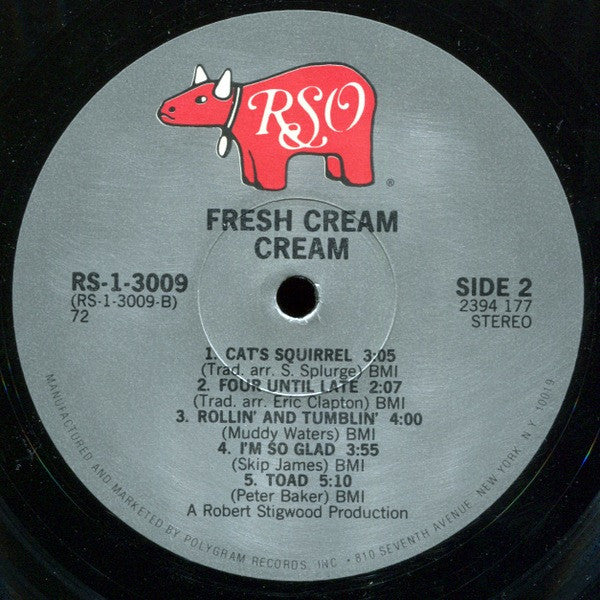 RSO
®
FRESH CREAM
CREAM
RS-1-3009
(RS-1-3009-B)
72
SIDE 2
2394 177
STEREO
1. CAT'S SQUIRREL 3:05
(Trad. arr. S. Splurge) BMI
2. FOUR UNTIL LATE 2:07
(Trad. arr. Eric Clapton) BMI
3. ROLLIN' AND TUMBLIN' 4:00
(Muddy Waters) BMI
4. I'M SO GLAD 3:55
(Skip James) BMI
5. TOAD 5:10
(Peter Baker) BMI
A Robert Stigwood Production
MANUFACTURED AND MARKETED BY POLYGRAM RECORDS, INC • 810 SEVENTH AVENUE, NEW YORK, N.Y. 10019